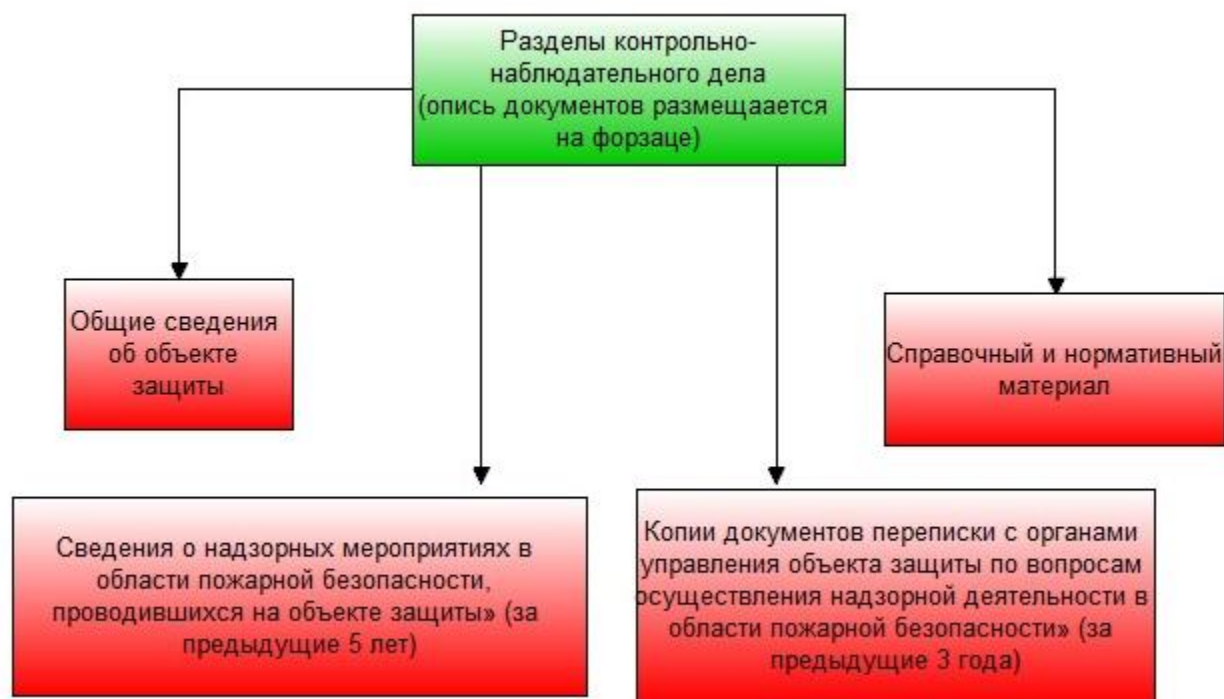 Разделы контрольно-
наблюдательного дела
(опись документов размещаается
на форзаце)
Общие сведения
об объекте
защиты
Справочный и нормативный
материал
Сведения о надзорных мероприятиях в
области пожарной безопасности,
проводившихся на объекте защиты» (за
предыдущие 5 лет)
Копии документов переписки с органами
управления объекта защиты по вопросам
осуществления надзорной деятельности в
области пожарной безопасности» (за
предыдущие 3 года)